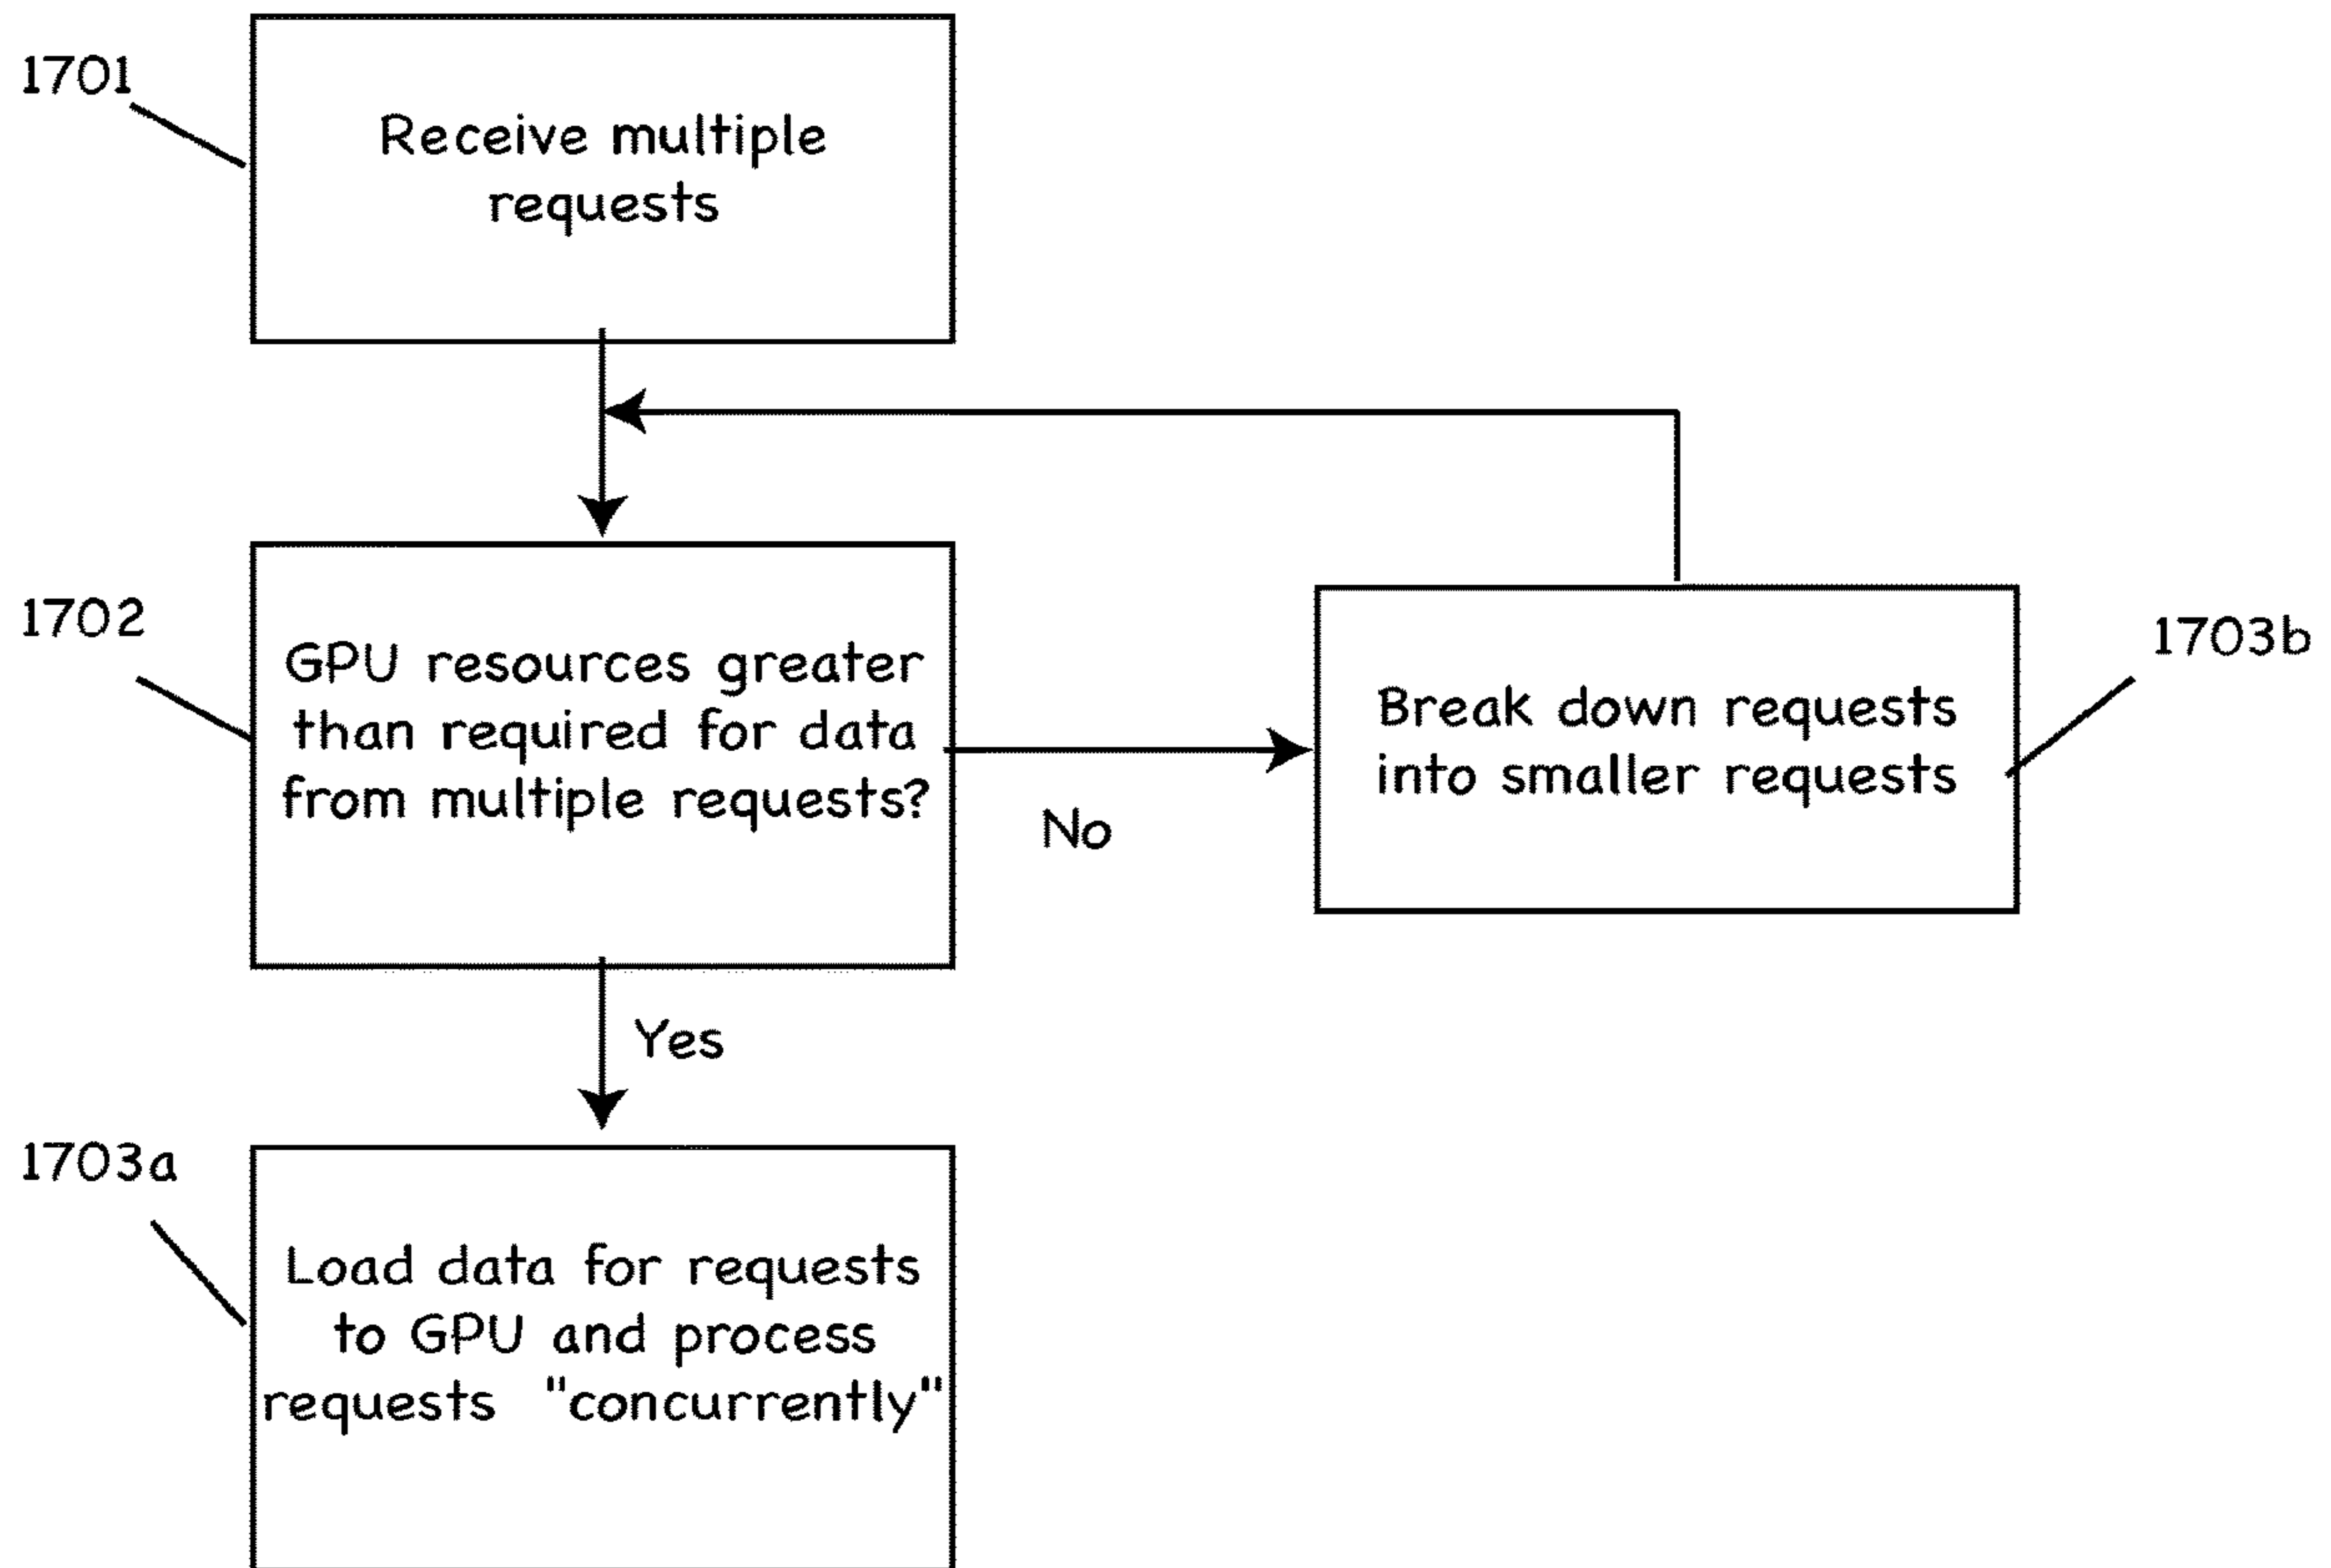 1701
Receive multiple
requests
1702
GPU resources greater
than required for data
from multiple requests?
No
Break down requests
into smaller requests
1703b
Yes
1703a
Load data for requests
to GPU and process
requests "concurrently"